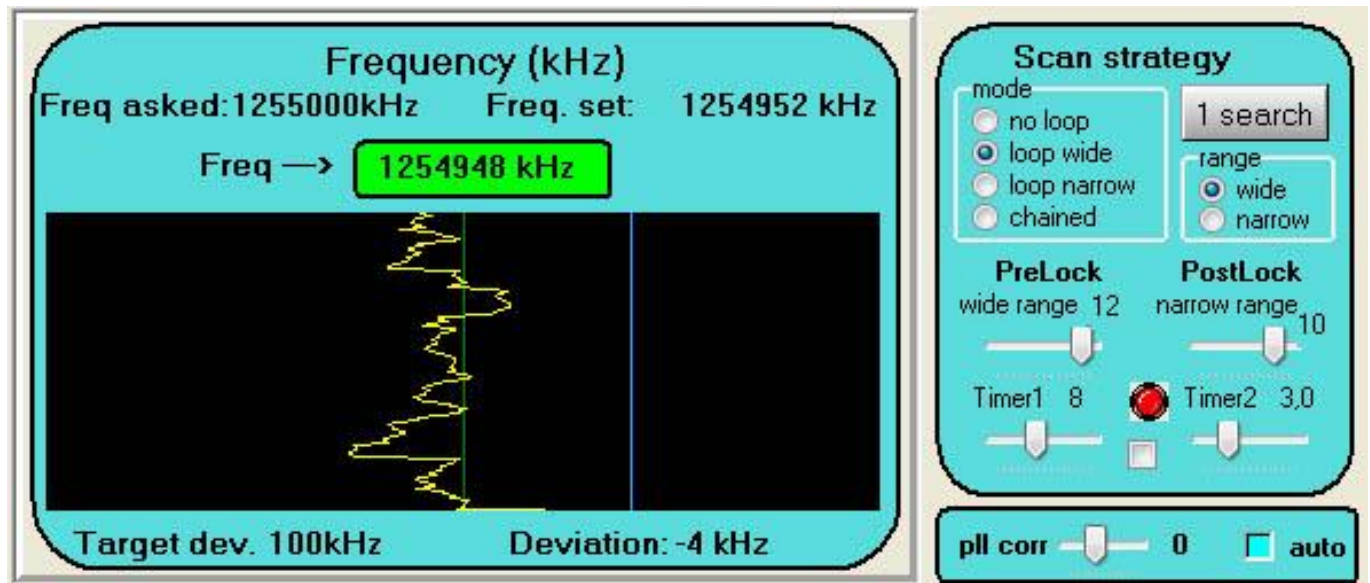 Frequency (kHz)
Freq asked:1255000kHz Freq. set: 1254952 kHz
Freq —> 1254948 kHz
Target dev. 100kHz Deviation: -4 kHz
Scan strategy
mode
no loop
loop wide
loop narrow
chained
1 search
range
wide
narrow
PreLock PostLock
wide range 12 narrow range 10
Timer1 8 Timer2 3,0
pll corr 0 auto